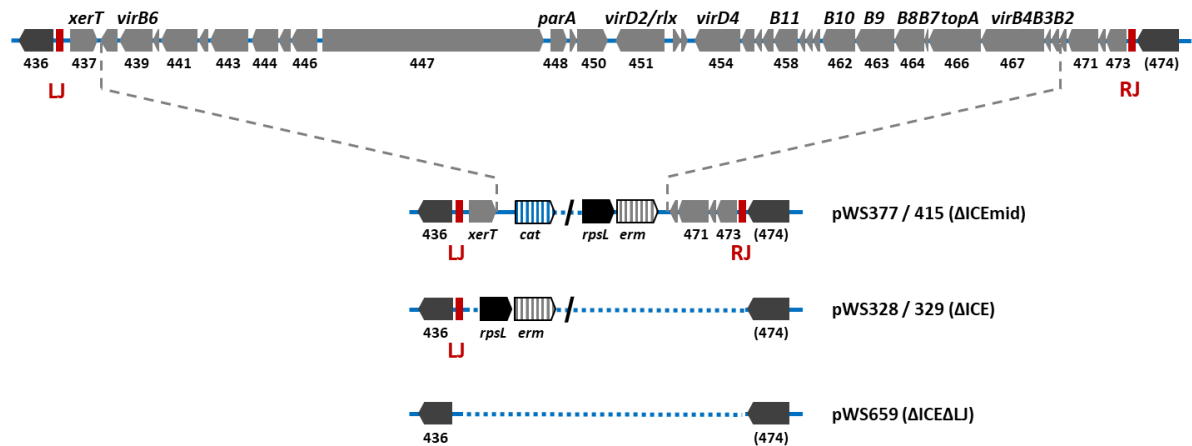 xerT virB6 parA virD2/rlx virD4 B11 B10 B9 B8B7topA virB4B3B2
436 437 439 441 443 444 446 447 448 450 451 454 458 462 463 464 466 467 471 473 (474)
LJ RJ
pWS377 / 415 (ΔICEmid)
436 xerT cat rpsL erm 471 473 (474)
LJ RJ
pWS328 / 329 (ΔICE)
436 rpsL erm (474)
LJ
pWS659 (ΔICEΔLJ)
436 (474)